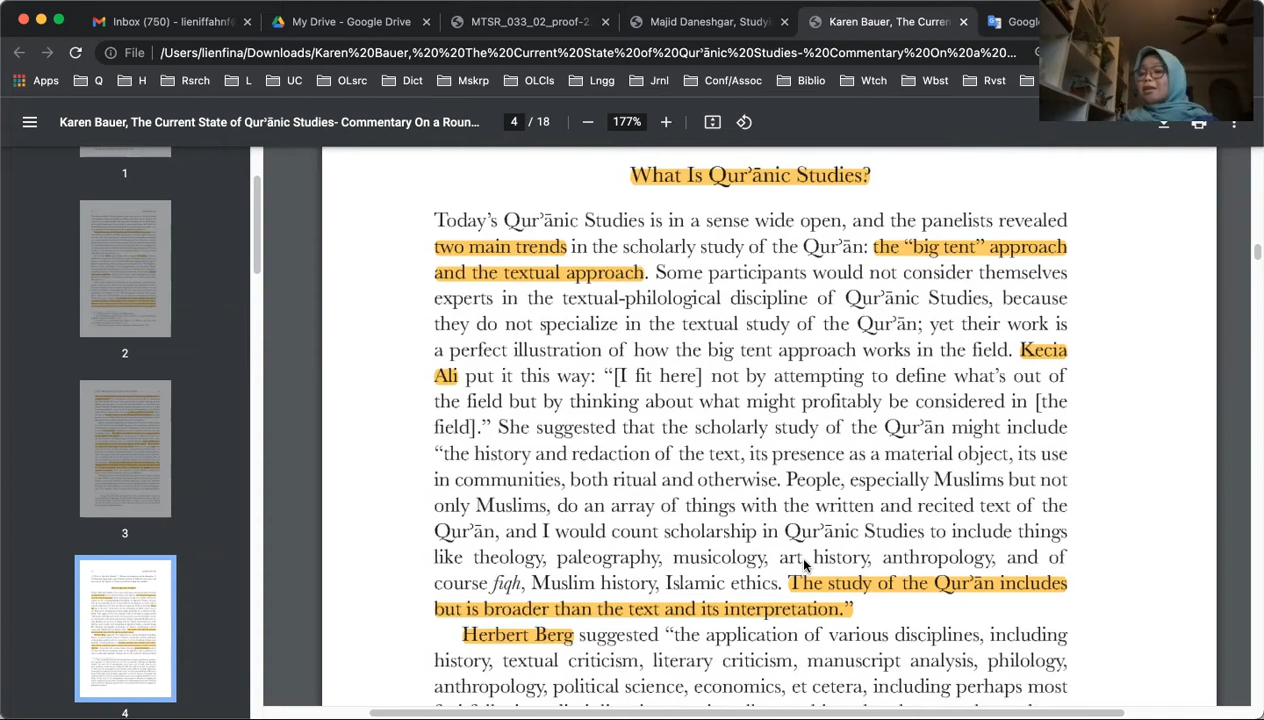 Inbox (750) - lieniffahnf(
My Drive - Google Drive
MTSR_033_02_proof-2.
Majid Daneshgar, Studyi
Karen Bauer, The Curren
Goog
File
/Users/lienfina/Downloads/Karen%20Bauer,%20%20The%20Current%20State%20of%20Qurʾānic%20Studies-%20Commentary%20On%20a%20...
Apps
Q
H
Rsrch
L
UC
OLsrc
Dict
Mskrp
OLCls
Lngg
Jrnl
Conf/Assoc
Biblio
Wtch
Wbst
Rvst
Karen Bauer, The Current State of Qurʾānic Studies- Commentary On a Roun...
4 / 18
177%
1
2
3
4
What Is Qurʾānic Studies?
Today’s Qurʾānic Studies is in a sense wide open, and the panelists revealed
two main trends in the scholarly study of the Qurʾān: the “big tent” approach
and the textual approach. Some participants would not consider themselves
experts in the textual-philological discipline of Qurʾānic Studies, because
they do not specialize in the textual study of the Qurʾān; yet their work is
a perfect illustration of how the big tent approach works in the field. Kecia
Ali put it this way: “[I fit here] not by attempting to define what’s out of
the field but by thinking about what might profitably be considered in [the
field].” She suggested that the scholarly study of the Qurʾān might include
“the history and redaction of the text, its presence as a material object, its use
in communities, both ritual and otherwise. People, especially Muslims but not
only Muslims, do an array of things with the written and recited text of the
Qurʾān, and I would count scholarship in Qurʾānic Studies to include things
like theology, paleography, musicology, art history, anthropology, and of
course fiqh, Muslim history, Islamic ethics. The study of the Qurʾān includes
but is broader than the text and its interpretation.”
Herbert Berg suggested “the application of various disciplines including
history, textual criticism, literary criticism, manuscript analysis, philology,
anthropology, political science, economics, et cetera, including perhaps most